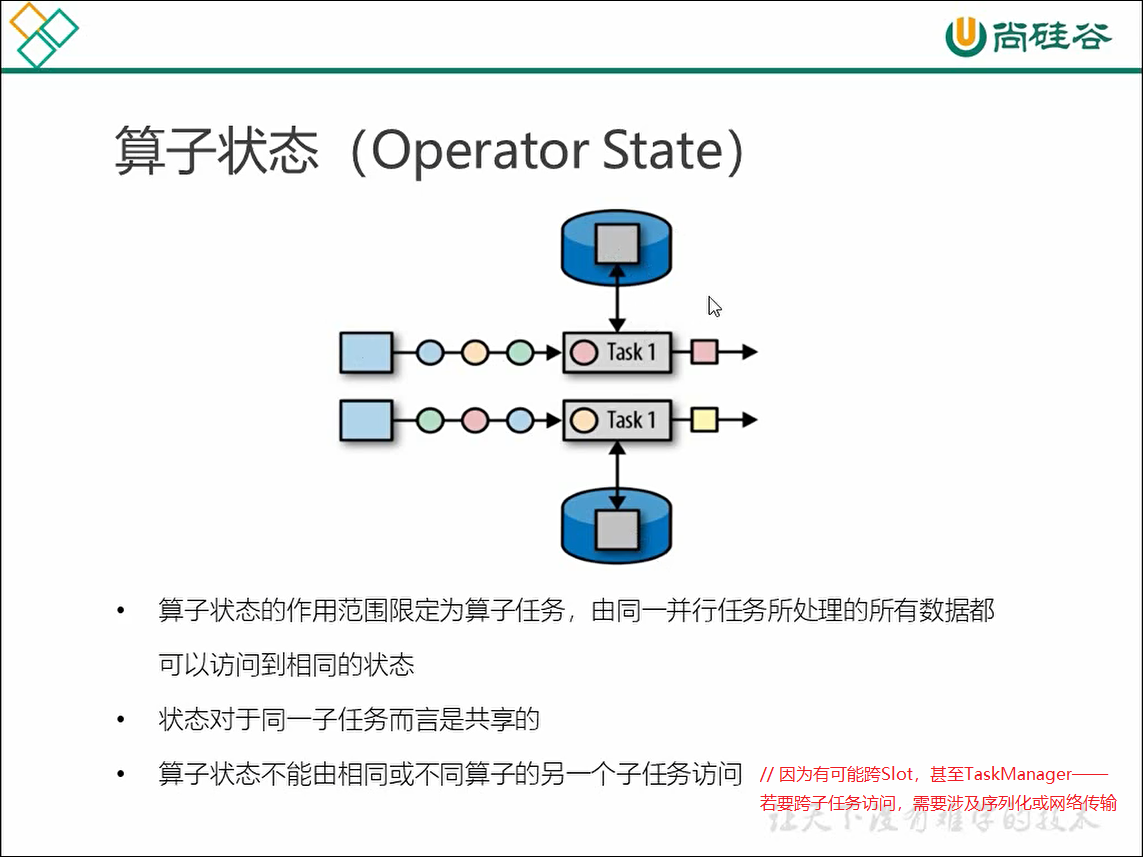 尚硅谷
算子状态（Operator State）
Task 1
Task 1
• 算子状态的作用范围限定为算子任务，由同一并行任务所处理的所有数据都
可以访问到相同的状态
• 状态对于同一子任务而言是共享的
• 算子状态不能由相同或不同算子的另一个子任务访问
// 因为有可能跨Slot，甚至TaskManager——
若要跨子任务访问，需要涉及序列化或网络传输
让天下没有难学的技术